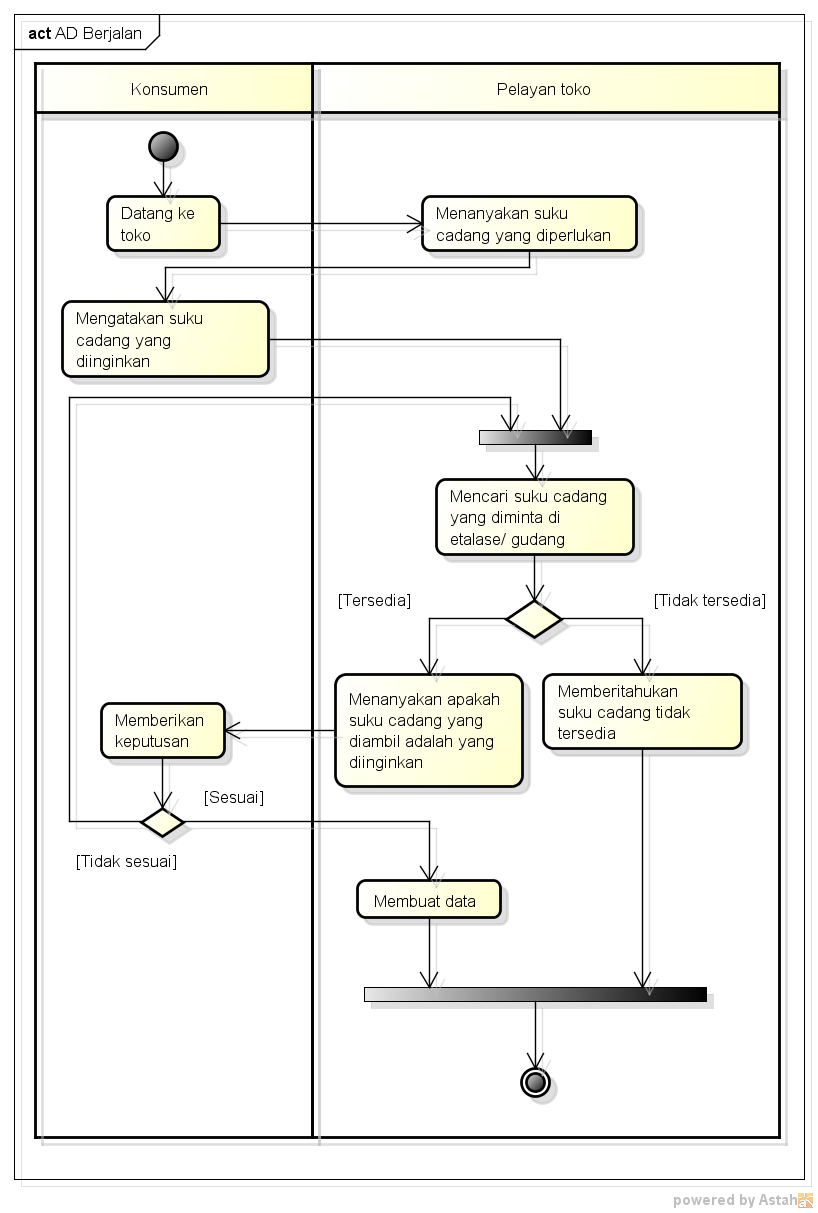 act AD Berjalan
Konsumen
Pelayan toko
Datang ke
toko
Menanyakan suku
cadang yang diperlukan
Mengatakan suku
cadang yang
diinginkan
Mencari suku cadang
yang diminta di
etalase/ gudang
[Tersedia]
[Tidak tersedia]
Menanyakan apakah
suku cadang yang
diambil adalah yang
diinginkan
Memberitahukan
suku cadang tidak
tersedia
Memberikan
keputusan
[Sesuai]
[Tidak sesuai]
Membuat data
powered by Astah